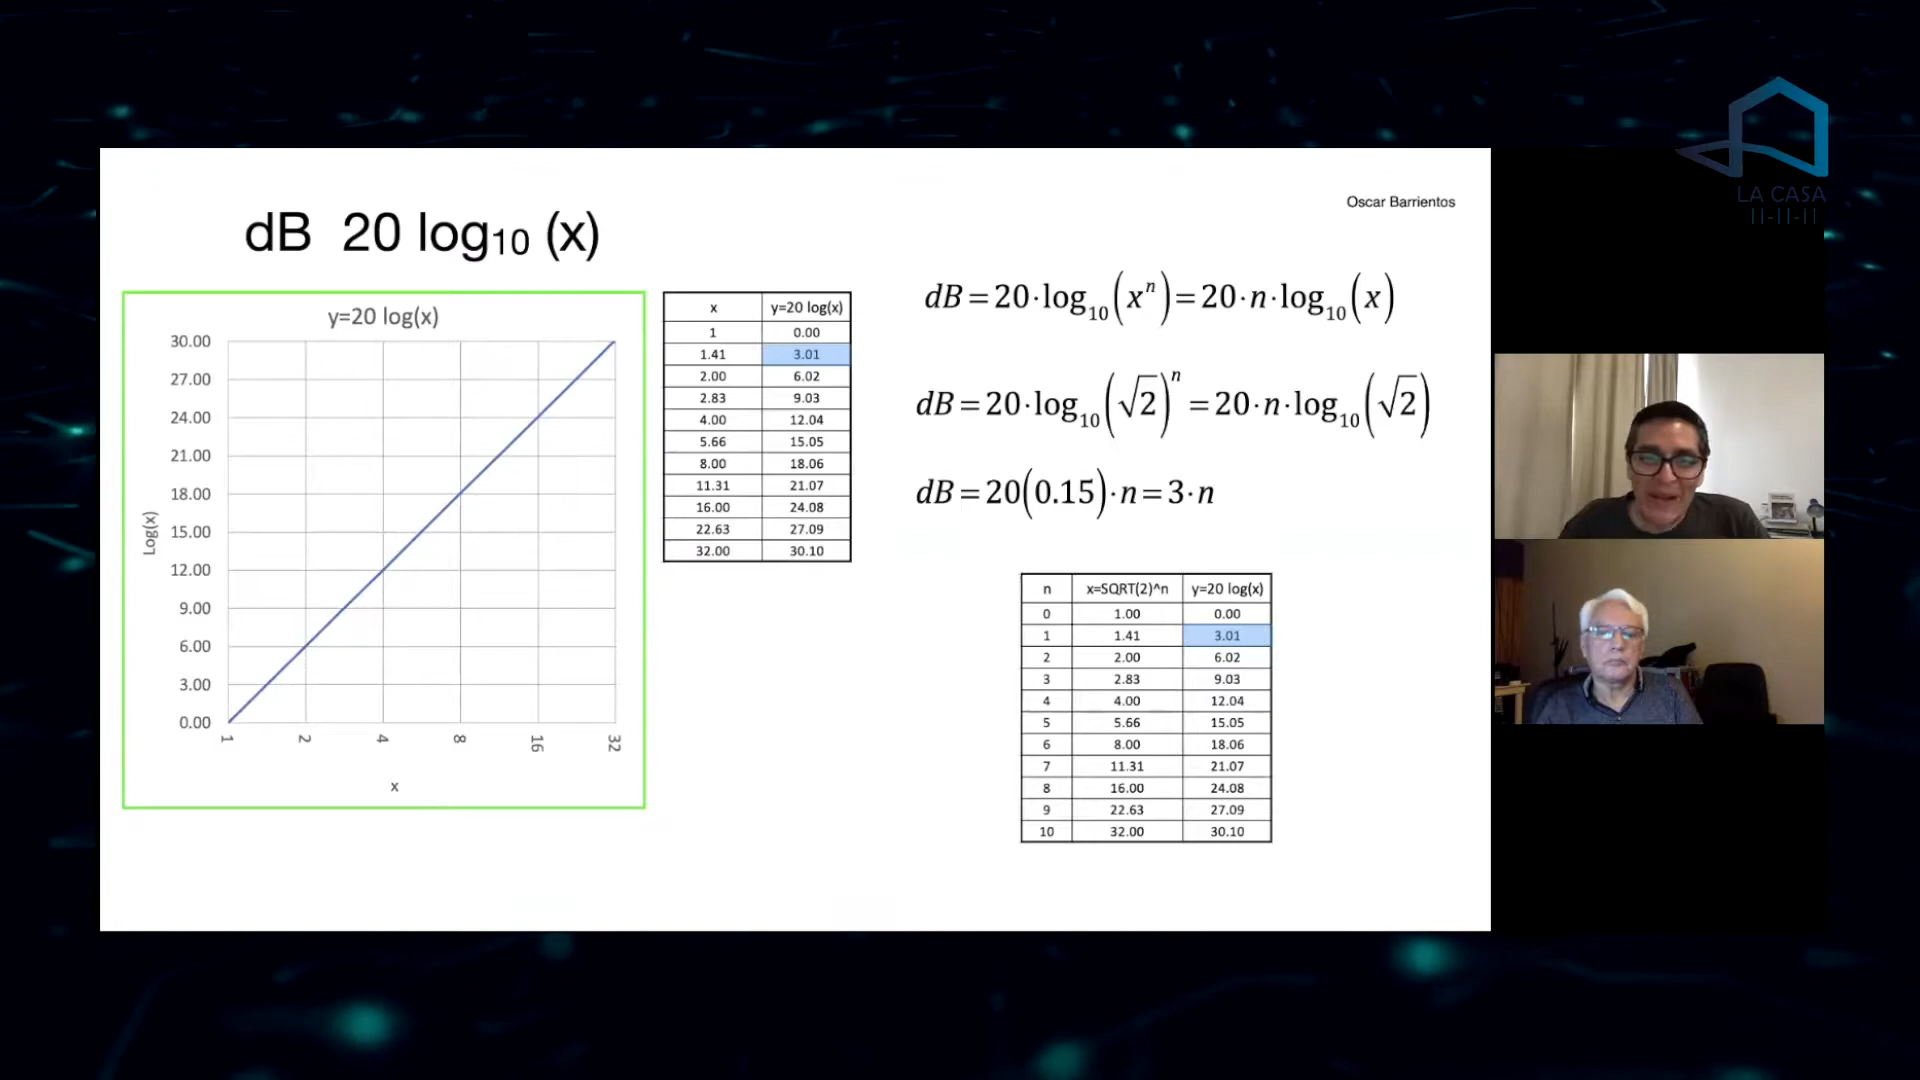 LA CASA
||-||-||
Oscar Barrientos
dB 20 log₁₀ (x)
y=20 log(x)
30.00
27.00
24.00
21.00
18.00
15.00
12.00
9.00
6.00
3.00
0.00
Log(x)
1 2 4 8 16 32
x
x y=20 log(x)
1 0.00
1.41 3.01
2.00 6.02
2.83 9.03
4.00 12.04
5.66 15.05
8.00 18.06
11.31 21.07
16.00 24.08
22.63 27.09
32.00 30.10
dB = 20·log₁₀(xⁿ) = 20·n·log₁₀(x)
dB = 20·log₁₀(√2)ⁿ = 20·n·log₁₀(√2)
dB = 20(0.15)·n = 3·n
n x=SQRT(2)^n y=20 log(x)
0 1.00 0.00
1 1.41 3.01
2 2.00 6.02
3 2.83 9.03
4 4.00 12.04
5 5.66 15.05
6 8.00 18.06
7 11.31 21.07
8 16.00 24.08
9 22.63 27.09
10 32.00 30.10